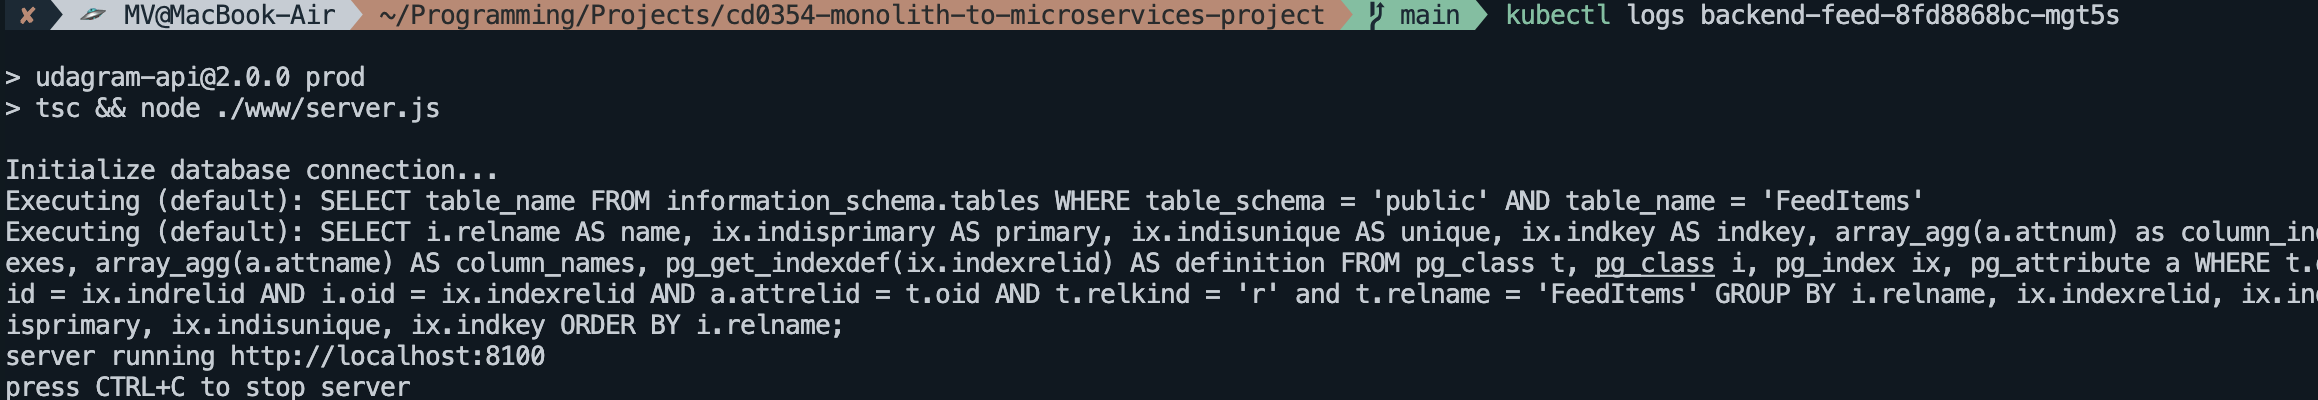 ✘ MV@MacBook-Air ~/Programming/Projects/cd0354-monolith-to-microservices-project main kubectl logs backend-feed-8fd8868bc-mgt5s
> udagram-api@2.0.0 prod
> tsc && node ./www/server.js
Initialize database connection...
Executing (default): SELECT table_name FROM information_schema.tables WHERE table_schema = 'public' AND table_name = 'FeedItems'
Executing (default): SELECT i.relname AS name, ix.indisprimary AS primary, ix.indisunique AS unique, ix.indkey AS indkey, array_agg(a.attnum) as column_ind
exes, array_agg(a.attname) AS column_names, pg_get_indexdef(ix.indexrelid) AS definition FROM pg_class t, pg_class i, pg_index ix, pg_attribute a WHERE t.o
id = ix.indrelid AND i.oid = ix.indexrelid AND a.attrelid = t.oid AND t.relkind = 'r' and t.relname = 'FeedItems' GROUP BY i.relname, ix.indexrelid, ix.ind
isprimary, ix.indisunique, ix.indkey ORDER BY i.relname;
server running http://localhost:8100
press CTRL+C to stop server